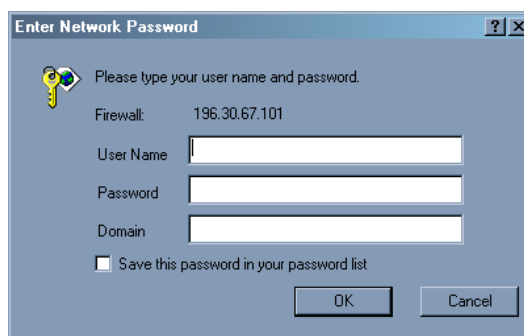 Enter Network Password
Please type your user name and password.
Firewall: 196.30.67.101
User Name
Password
Domain
Save this password in your password list
OK Cancel